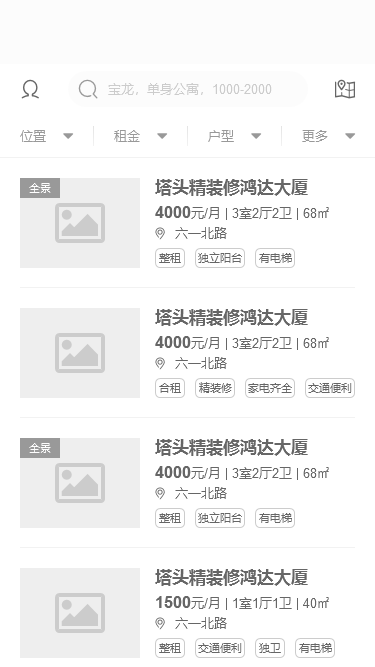 宝龙，单身公寓，1000-2000
位置 租金 户型 更多
全景
塔头精装修鸿达大厦
4000元/月 | 3室2厅2卫 | 68㎡
六一北路
整租 独立阳台 有电梯
塔头精装修鸿达大厦
4000元/月 | 3室2厅2卫 | 68㎡
六一北路
合租 精装修 家电齐全 交通便利
全景
塔头精装修鸿达大厦
4000元/月 | 3室2厅2卫 | 68㎡
六一北路
整租 独立阳台 有电梯
塔头精装修鸿达大厦
1500元/月 | 1室1厅1卫 | 40㎡
六一北路
整租 交通便利 独卫 有电梯